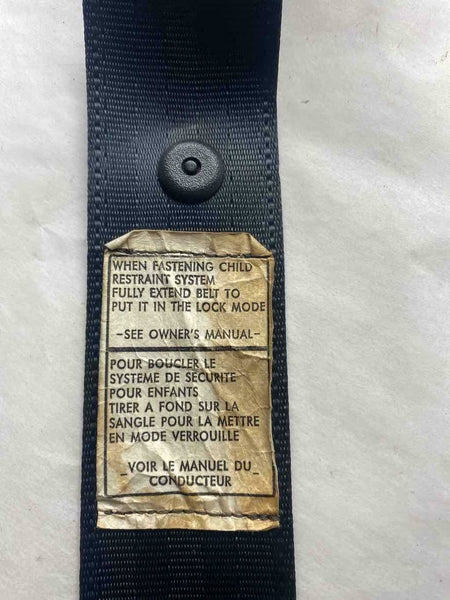 WHEN FASTENING CHILD
RESTRAINT SYSTEM
FULLY EXTEND BELT TO
PUT IT IN THE LOCK MODE
-SEE OWNER'S MANUAL-
POUR BOUCLER LE
SYSTEME DE SECURITE
POUR ENFANTS
TIRER A FOND SUR LA
SANGLE POUR LA METTRE
EN MODE VERROUILLE
_VOIR LE MANUEL DU_
CONDUCTEUR